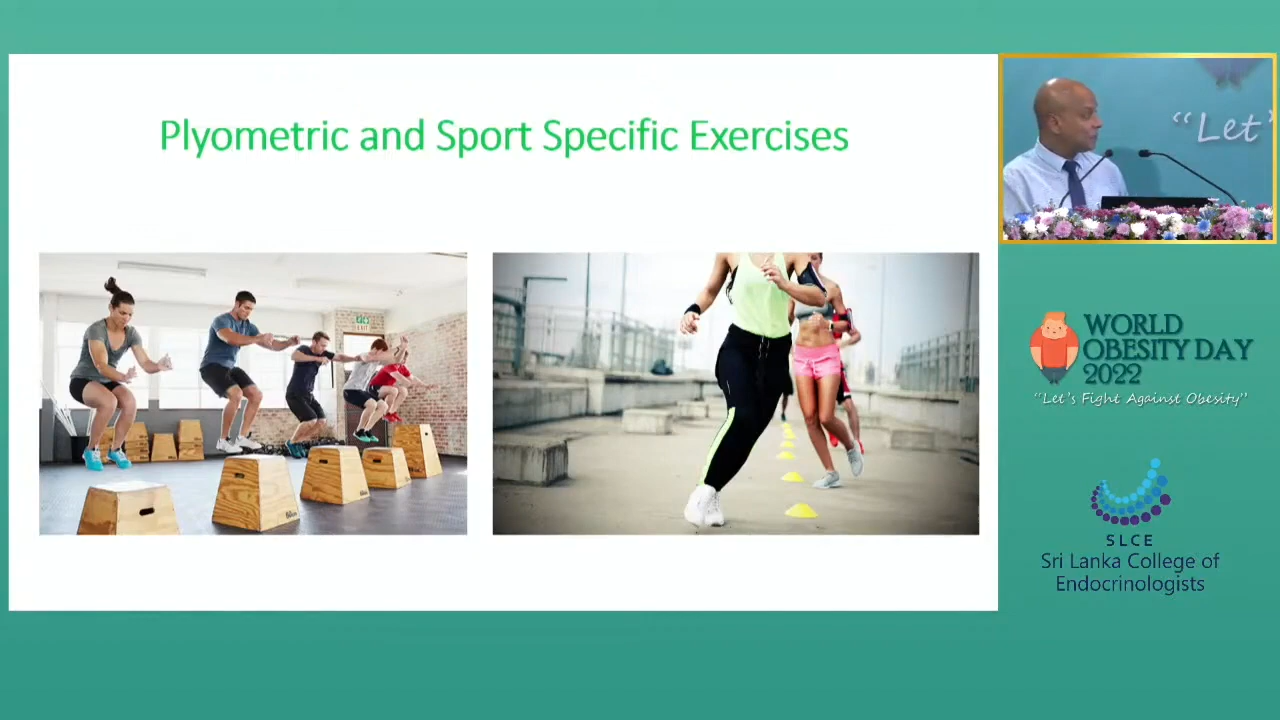 Plyometric and Sport Specific Exercises
EXIT
"Let"
WORLD
OBESITY DAY
2022
"Let's Fight Against Obesity"
SLCE
Sri Lanka College of
Endocrinologists